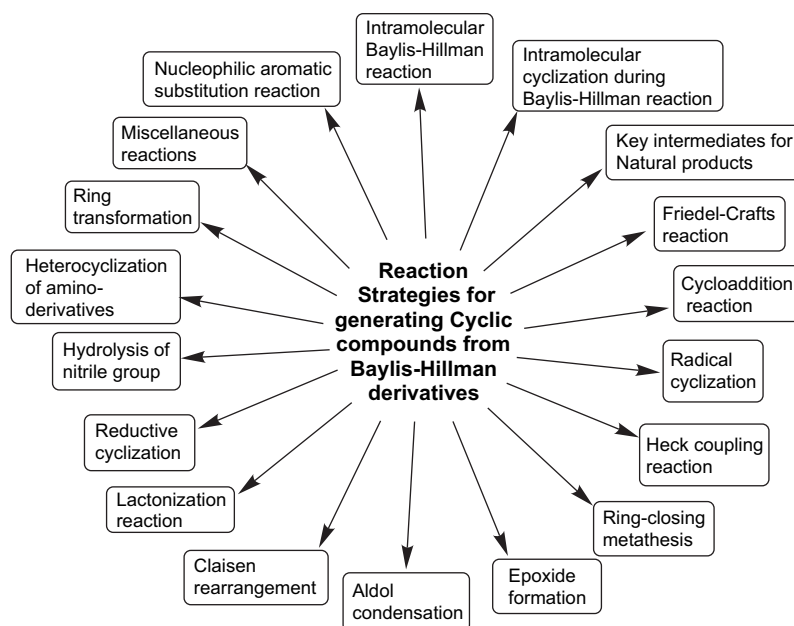 Intramolecular
Baylis-Hillman
reaction
Intramolecular
cyclization during
Baylis-Hillman reaction
Key intermediates for
Natural products
Friedel-Crafts
reaction
Cycloaddition
reaction
Radical
cyclization
Heck coupling
reaction
Ring-closing
metathesis
Epoxide
formation
Aldol
condensation
Claisen
rearrangement
Lactonization
reaction
Reductive
cyclization
Hydrolysis of
nitrile group
Heterocyclization
of amino-
derivatives
Ring
transformation
Miscellaneous
reactions
Nucleophilic aromatic
substitution reaction
Reaction
Strategies for
generating Cyclic
compounds from
Baylis-Hillman
derivatives